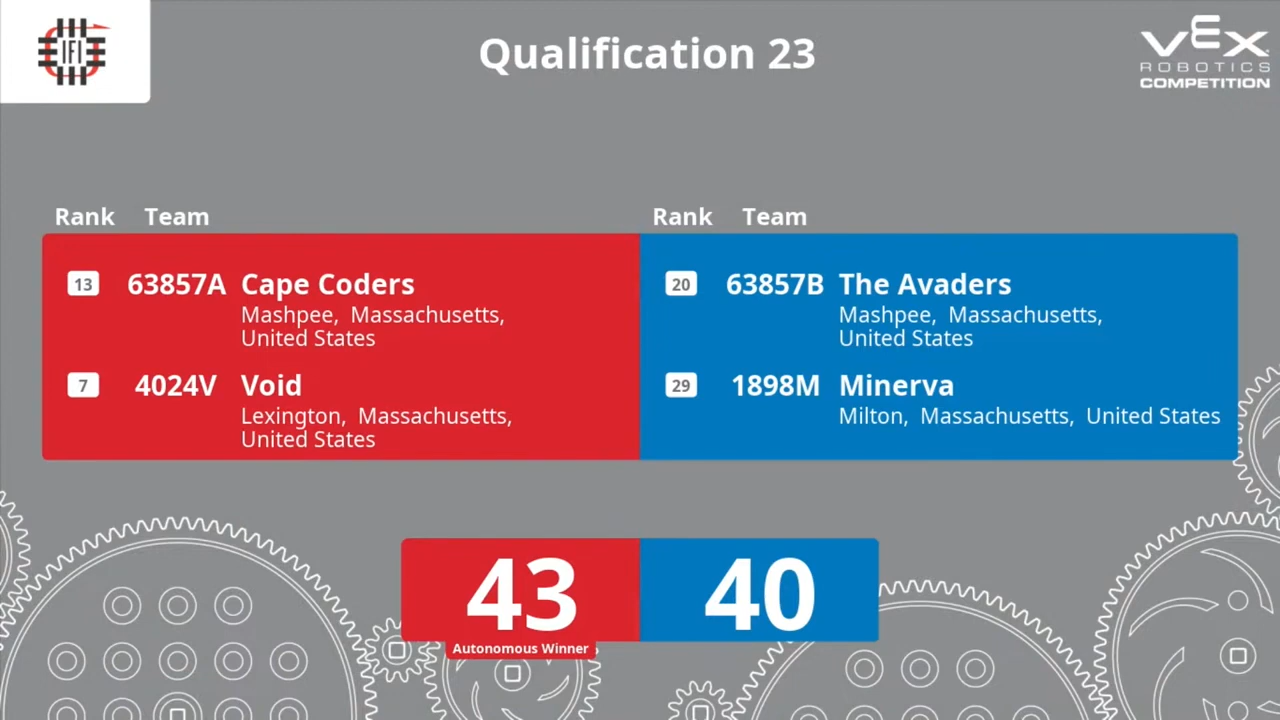 IFI
Qualification 23
VEX
ROBOTICS
COMPETITION
Rank Team
Rank Team
13 63857A Cape Coders
Mashpee, Massachusetts,
United States
7 4024V Void
Lexington, Massachusetts,
United States
20 63857B The Avaders
Mashpee, Massachusetts,
United States
29 1898M Minerva
Milton, Massachusetts, United States
43
Autonomous Winner
40